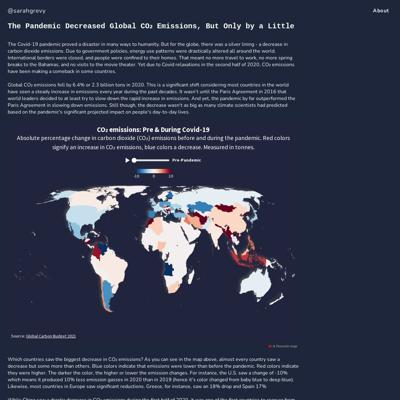 @sarahgrevy
About
The Pandemic Decreased Global CO₂ Emissions, But Only by a Little
The Covid-19 pandemic proved a disaster in many ways to humanity. But for the globe, there was a silver lining - a decrease in
carbon dioxide emissions. Due to government policies, energy use patterns were drastically altered all around the world.
International borders were closed, and people were confined to their homes. That meant no more travel to work, no more spring
breaks to the Bahamas, and no visits to the movie theater. Yet due to Covid relaxations in the second half of 2020, CO₂ emissions
have been making a comeback in some countries.
Global CO₂ emissions fell by 6.4% or 2.3 billion tons in 2020. This is a significant shift considering most countries in the world
have seen a steady increase in emissions every year during the past decades. It wasn't until the Paris Agreement in 2016 that
world leaders decided to at least try to slow down the rapid increase in emissions. And yet, the pandemic by far outperformed the
Paris Agreement in slowing down emissions. Still though, the decrease wasn't as big as many climate scientists had predicted
based on the pandemic's significant projected impact on people's day-to-day lives.
CO₂ emissions: Pre & During Covid-19
Absolute percentage change in carbon dioxide (CO₂) emissions before and during the pandemic. Red colors
signify an increase in CO₂ emissions, blue colors a decrease. Measured in tonnes.
Pre-Pandemic
-10 0 10
Source: Global Carbon Budget 2021
A Flourish map
Which countries saw the biggest decrease in CO₂ emissions? As you can see in the map above, almost every country saw a
decrease but some more than others. Blue colors indicate that emissions were lower than before the pandemic. Red colors indicate
they were higher. The darker the color, the higher or lower the emission changes. For instance, the U.S. saw a change of -10%
which means it produced 10% less emission gasses in 2020 than in 2019 (hence it's color changed from baby blue to deep blue).
Likewise, most countries in Europe saw significant reductions. Greece, for instance, saw an 18% drop and Spain 17%